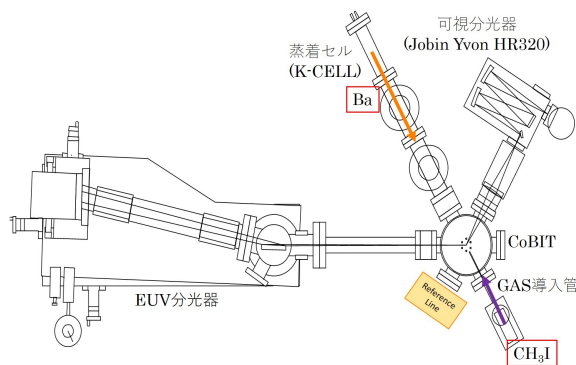 可視分光器
(Jobin Yvon HR320)
蒸着セル
(K-CELL)
Ba
CoBIT
GAS導入管
Reference
Line
EUV分光器
CH₃I